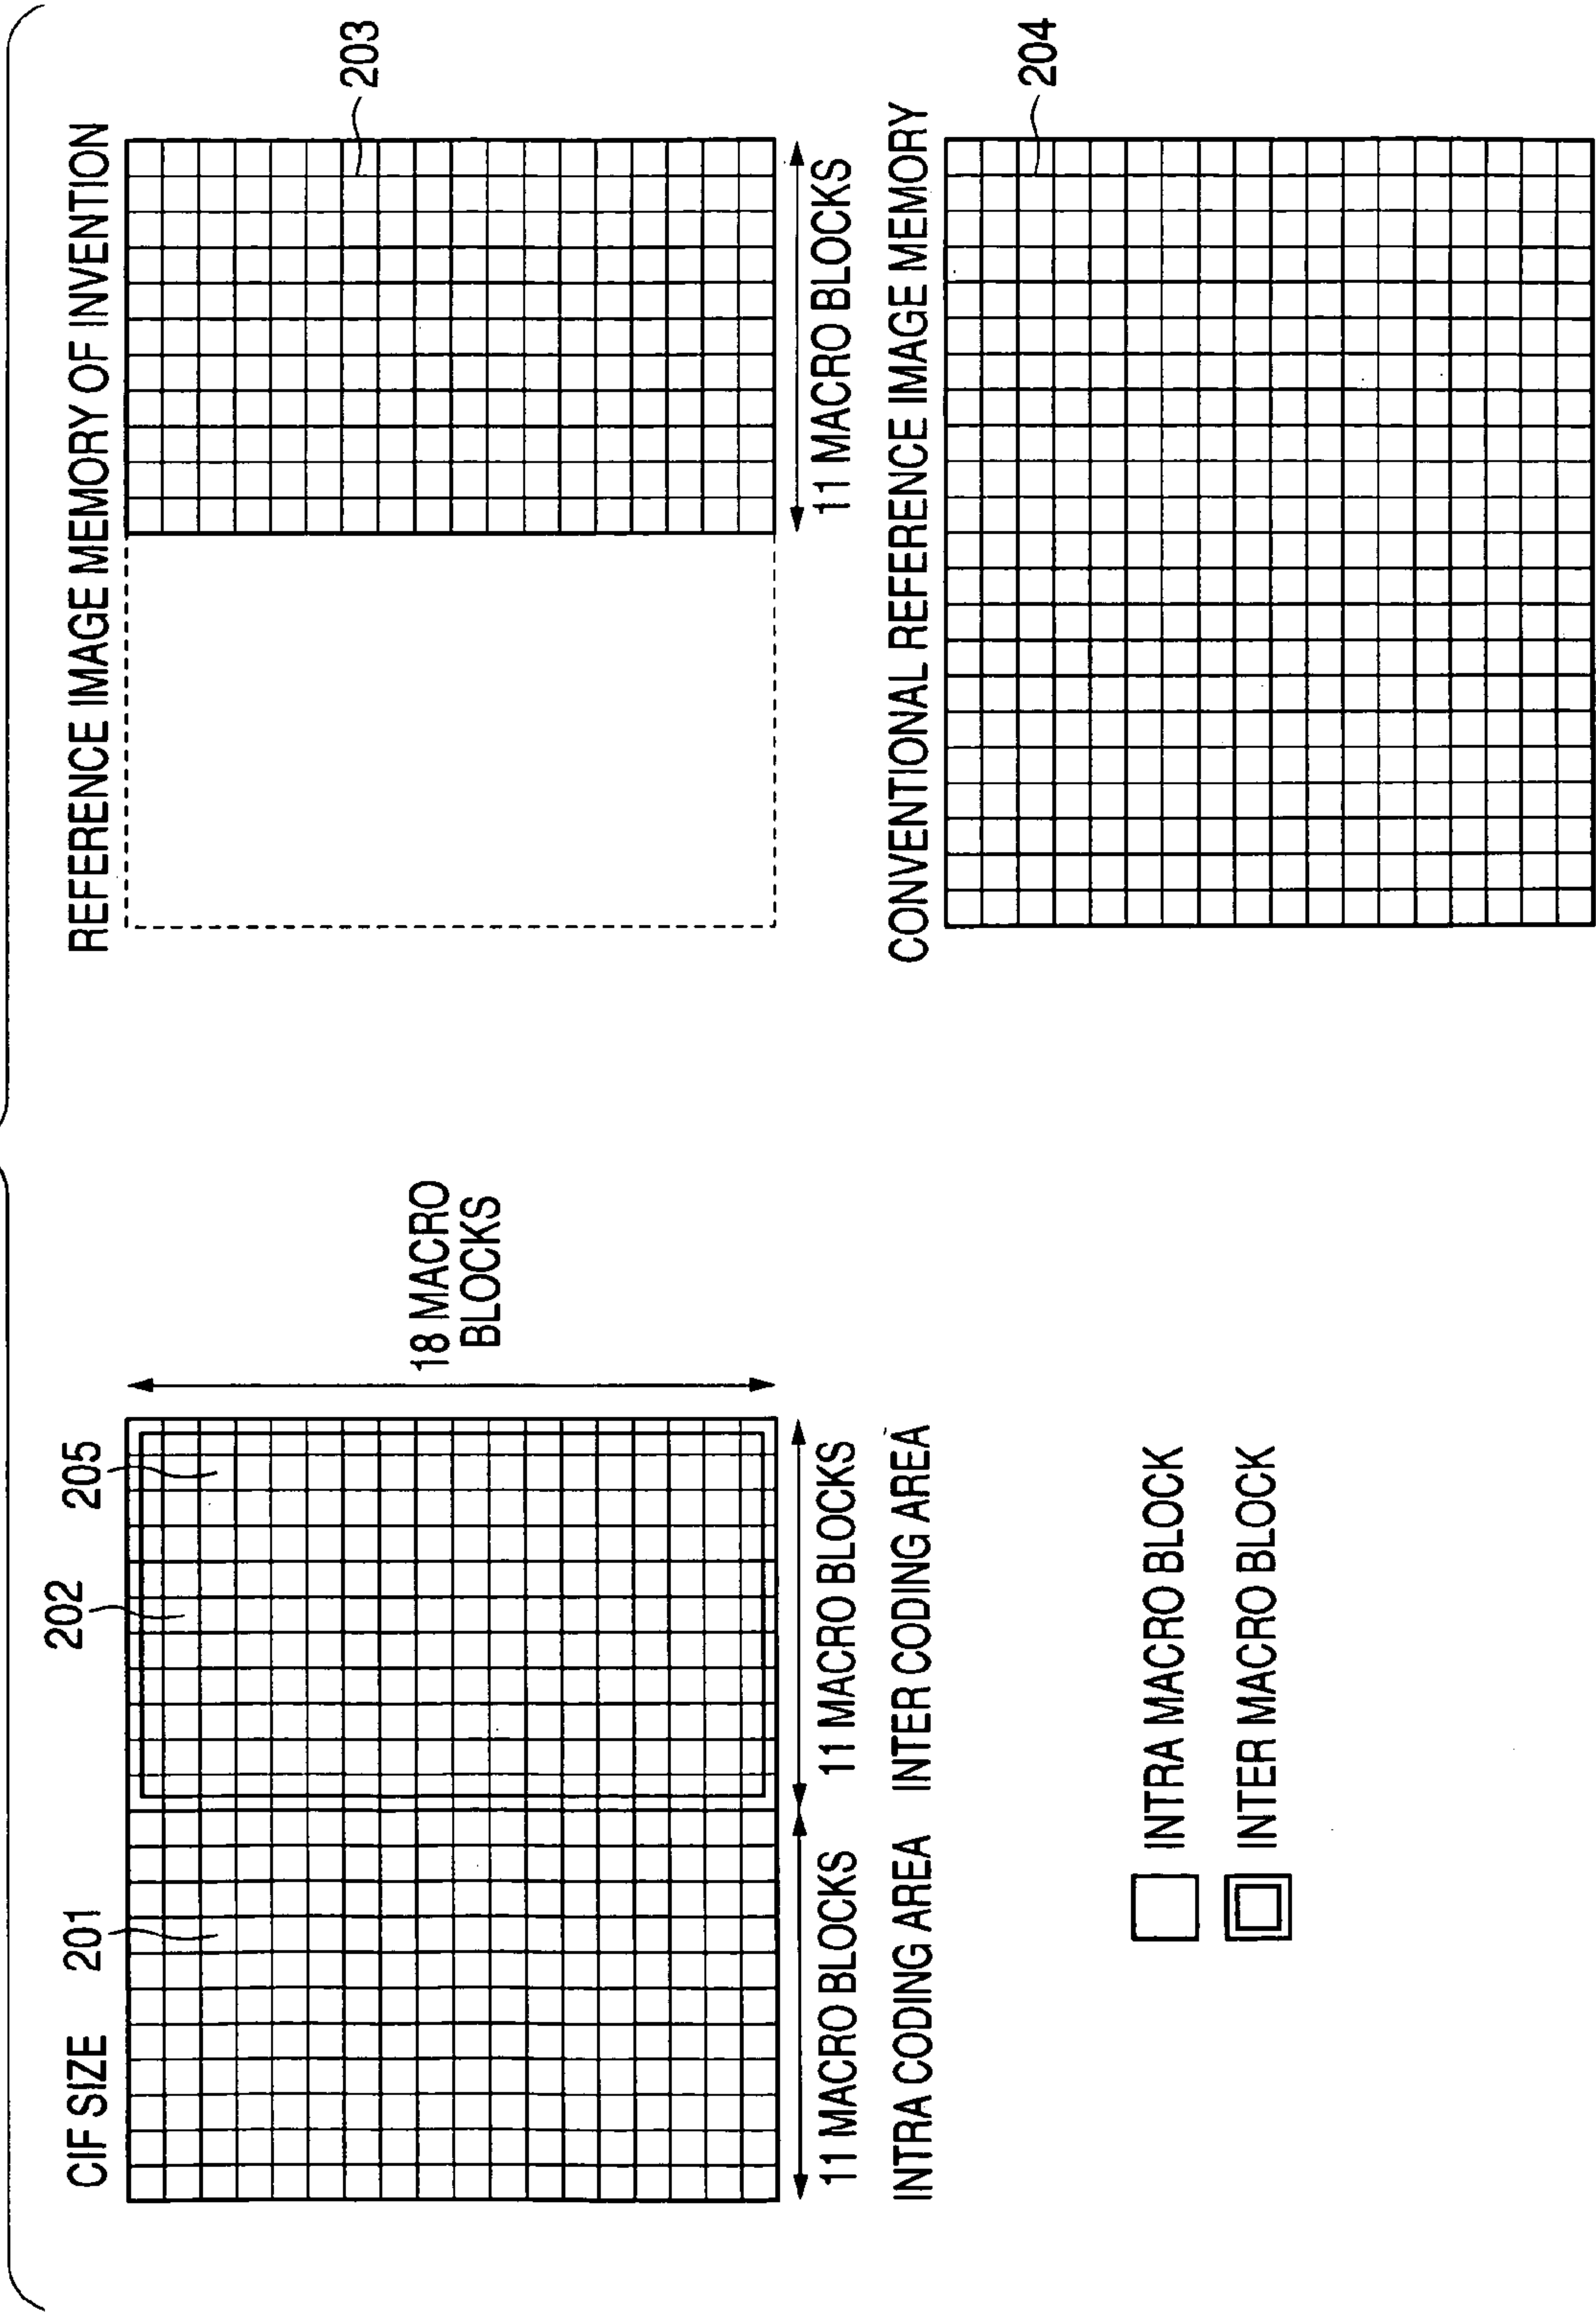 CIF SIZE
201
202
205
18 MACRO
BLOCKS
11 MACRO BLOCKS
11 MACRO BLOCKS
INTRA CODING AREA
INTER CODING AREA
INTRA MACRO BLOCK
INTER MACRO BLOCK
REFERENCE IMAGE MEMORY OF INVENTION
203
11 MACRO BLOCKS
CONVENTIONAL REFERENCE IMAGE MEMORY
204